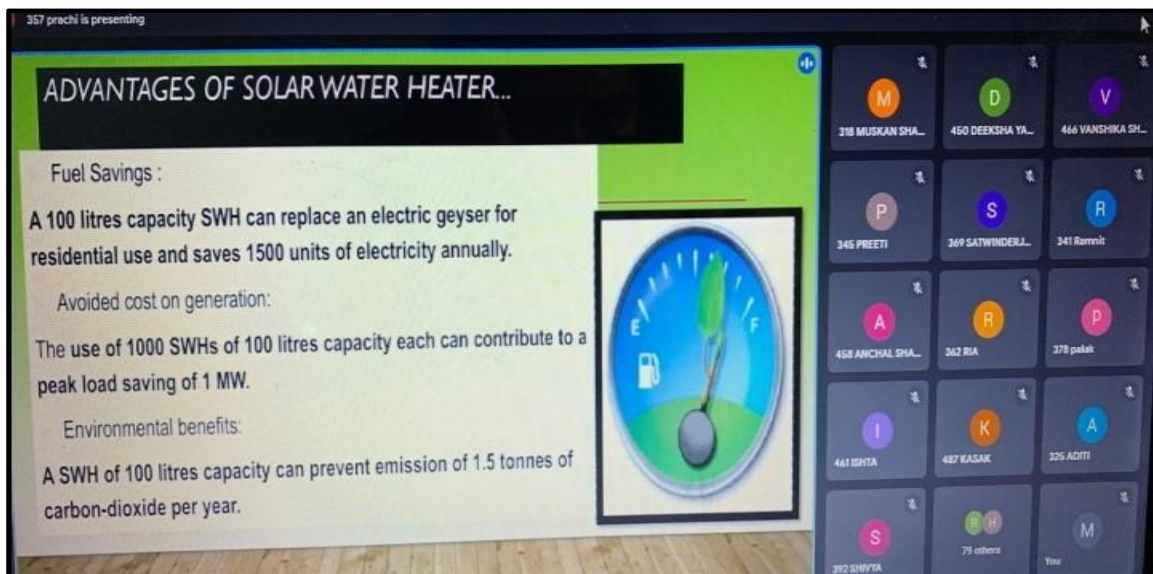 357 prachi is presenting
ADVANTAGES OF SOLAR WATER HEATER...
Fuel Savings :
A 100 litres capacity SWH can replace an electric geyser for
residential use and saves 1500 units of electricity annually.
Avoided cost on generation:
The use of 1000 SWHs of 100 litres capacity each can contribute to a
peak load saving of 1 MW.
Environmental benefits:
A SWH of 100 litres capacity can prevent emission of 1.5 tonnes of
carbon-dioxide per year.
E
F
M
318 MUSKAN SHA...
D
450 DEEKSHA YA...
V
466 VANSHIKA SH...
P
345 PREETI
S
369 SATWINDERJ...
R
341 Ramnit
A
458 ANCHAL SHA...
R
362 RIA
P
378 palak
I
461 ISHTA
K
487 KASAK
A
325 ADITI
S
392 SHIVYA
R H
79 others
M
You